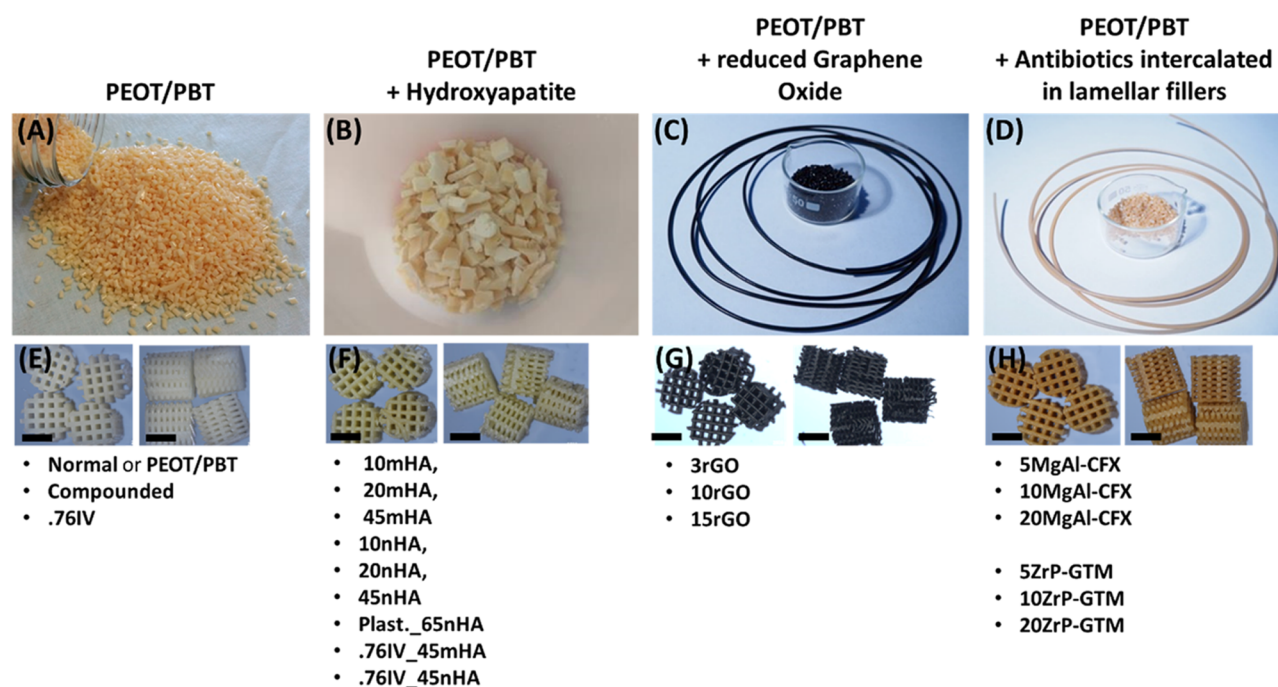 PEOT/PBT
PEOT/PBT
+ Hydroxyapatite
PEOT/PBT
+ reduced Graphene
Oxide
PEOT/PBT
+ Antibiotics intercalated
in lamellar fillers
(A)
(B)
(C)
(D)
50
(E)
(F)
(G)
(H)
• Normal or PEOT/PBT
• Compounded
• .76IV
• 10mHA,
• 20mHA,
• 45mHA
• 10nHA,
• 20nHA,
• 45nHA
• Plast._65nHA
• .76IV_45mHA
• .76IV_45nHA
• 3rGO
• 10rGO
• 15rGO
• 5MgAl-CFX
• 10MgAl-CFX
• 20MgAl-CFX
• 5ZrP-GTM
• 10ZrP-GTM
• 20ZrP-GTM